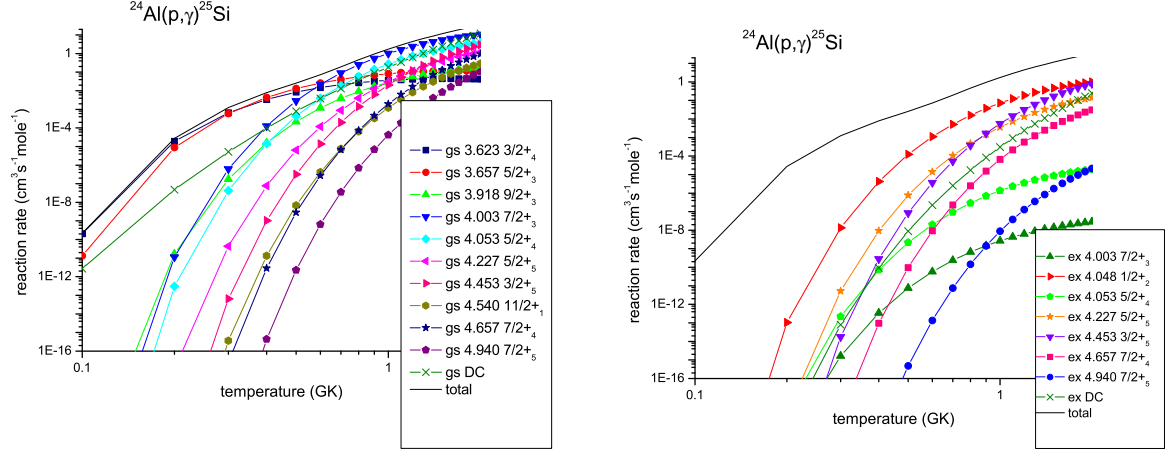 ²⁴Al(p,γ)²⁵Si
1
1E-4
1E-8
1E-12
1E-16
reaction rate (cm³s⁻¹mole⁻¹)
0.1
1
temperature (GK)
gs 3.623 3/2+₄
gs 3.657 5/2+₃
gs 3.918 9/2+₃
gs 4.003 7/2+₃
gs 4.053 5/2+₄
gs 4.227 5/2+₅
gs 4.453 3/2+₅
gs 4.540 11/2+₁
gs 4.657 7/2+₄
gs 4.940 7/2+₅
gs DC
total
²⁴Al(p,γ)²⁵Si
1
1E-4
1E-8
1E-12
1E-16
reaction rate (cm³s⁻¹mole⁻¹)
0.1
1
temperature (GK)
ex 4.003 7/2+₃
ex 4.048 1/2+₂
ex 4.053 5/2+₄
ex 4.227 5/2+₅
ex 4.453 3/2+₅
ex 4.657 7/2+₄
ex 4.940 7/2+₅
ex DC
total